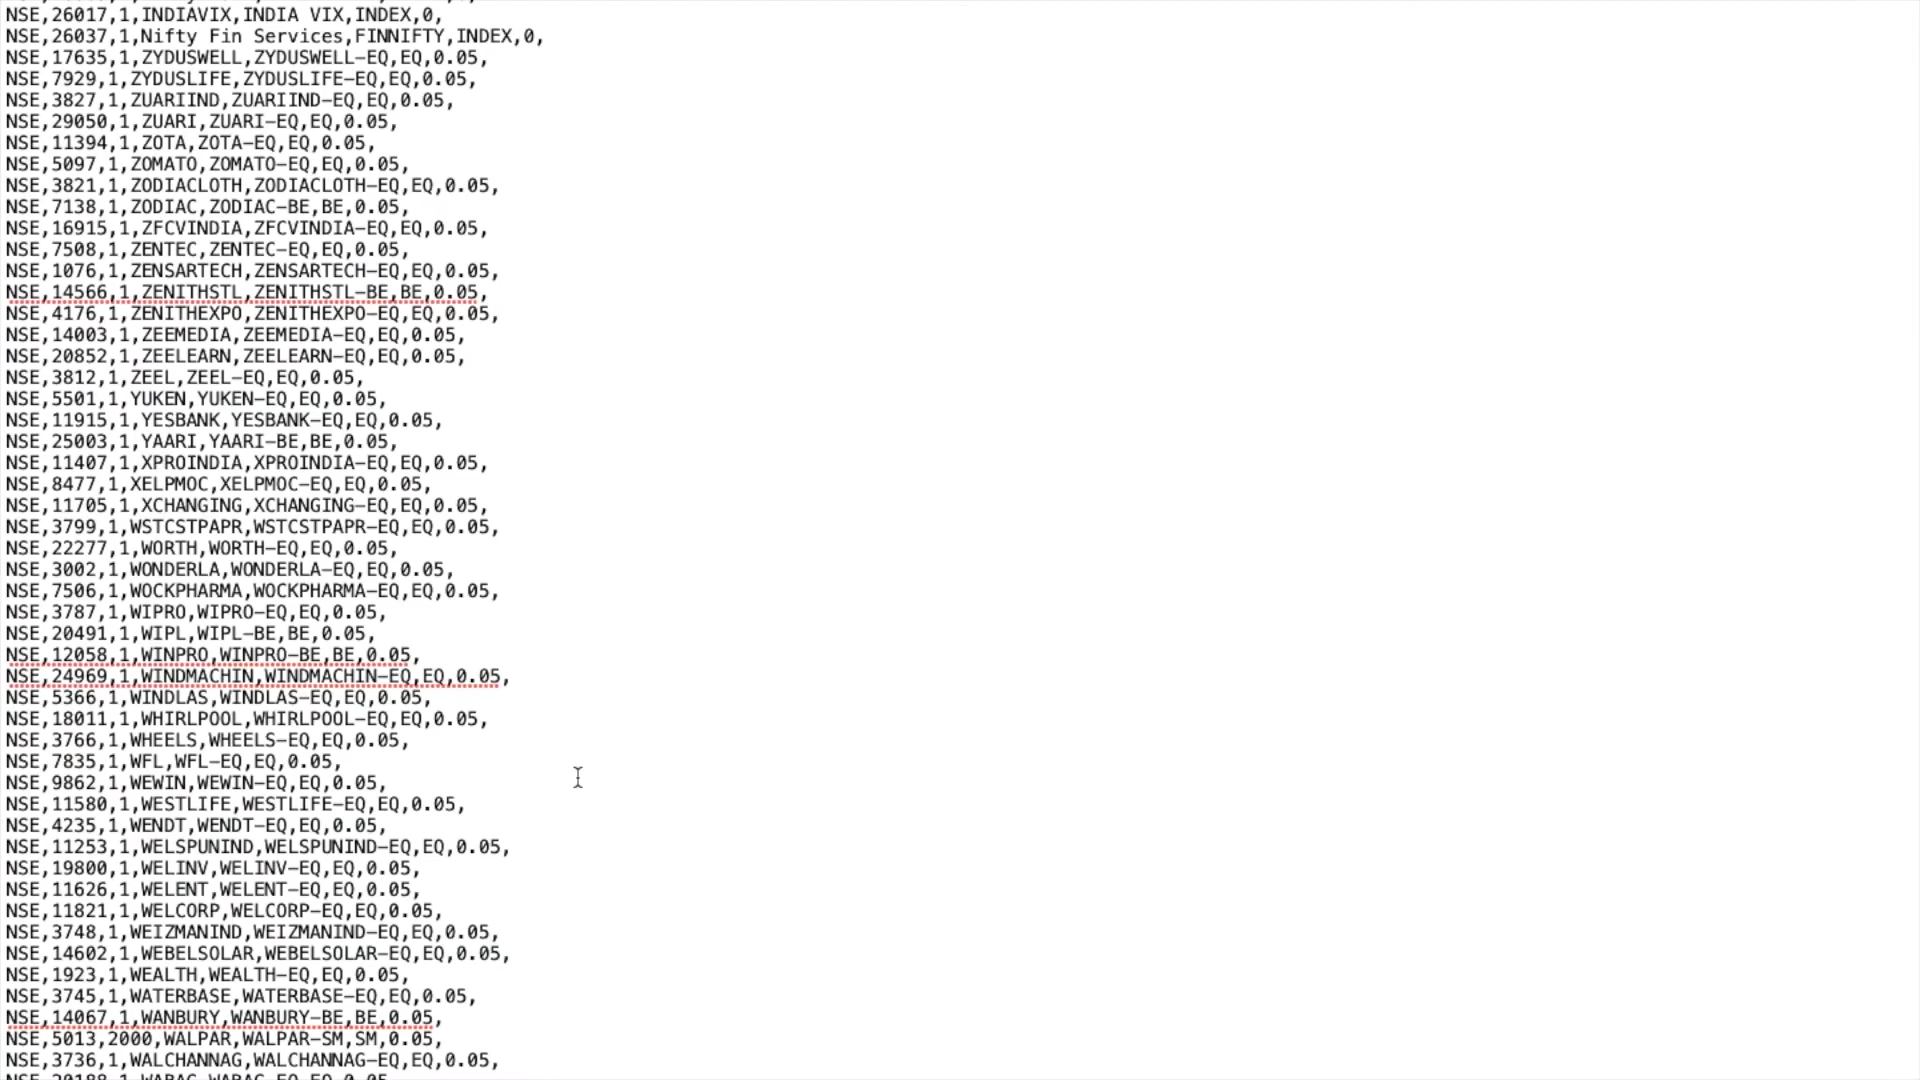 NSE,26017,1,INDIAVIX,INDIA VIX,INDEX,0,
NSE,26037,1,Nifty Fin Services,FINNIFTY,INDEX,0,
NSE,17635,1,ZYDUSWELL,ZYDUSWELL-EQ,EQ,0.05,
NSE,7929,1,ZYDUSLIFE,ZYDUSLIFE-EQ,EQ,0.05,
NSE,3827,1,ZUARIIND,ZUARIIND-EQ,EQ,0.05,
NSE,29050,1,ZUARI,ZUARI-EQ,EQ,0.05,
NSE,11394,1,ZOTA,ZOTA-EQ,EQ,0.05,
NSE,5097,1,ZOMATO,ZOMATO-EQ,EQ,0.05,
NSE,3821,1,ZODIACLOTH,ZODIACLOTH-EQ,EQ,0.05,
NSE,7138,1,ZODIAC,ZODIAC-BE,BE,0.05,
NSE,16915,1,ZFCVINDIA,ZFCVINDIA-EQ,EQ,0.05,
NSE,7508,1,ZENTEC,ZENTEC-EQ,EQ,0.05,
NSE,1076,1,ZENSARTECH,ZENSARTECH-EQ,EQ,0.05,
NSE,14566,1,ZENITHSTL,ZENITHSTL-BE,BE,0.05,
NSE,4176,1,ZENITHEXPO,ZENITHEXPO-EQ,EQ,0.05,
NSE,14003,1,ZEEMEDIA,ZEEMEDIA-EQ,EQ,0.05,
NSE,20852,1,ZEELEARN,ZEELEARN-EQ,EQ,0.05,
NSE,3812,1,ZEEL,ZEEL-EQ,EQ,0.05,
NSE,5501,1,YUKEN,YUKEN-EQ,EQ,0.05,
NSE,11915,1,YESBANK,YESBANK-EQ,EQ,0.05,
NSE,25003,1,YAARI,YAARI-BE,BE,0.05,
NSE,11407,1,XPROINDIA,XPROINDIA-EQ,EQ,0.05,
NSE,8477,1,XELPMOC,XELPMOC-EQ,EQ,0.05,
NSE,11705,1,XCHANGING,XCHANGING-EQ,EQ,0.05,
NSE,3799,1,WSTCSTPAPR,WSTCSTPAPR-EQ,EQ,0.05,
NSE,22277,1,WORTH,WORTH-EQ,EQ,0.05,
NSE,3002,1,WONDERLA,WONDERLA-EQ,EQ,0.05,
NSE,7506,1,WOCKPHARMA,WOCKPHARMA-EQ,EQ,0.05,
NSE,3787,1,WIPRO,WIPRO-EQ,EQ,0.05,
NSE,20491,1,WIPL,WIPL-BE,BE,0.05,
NSE,12058,1,WINPRO,WINPRO-BE,BE,0.05,
NSE,24969,1,WINDMACHIN,WINDMACHIN-EQ,EQ,0.05,
NSE,5366,1,WINDLAS,WINDLAS-EQ,EQ,0.05,
NSE,18011,1,WHIRLPOOL,WHIRLPOOL-EQ,EQ,0.05,
NSE,3766,1,WHEELS,WHEELS-EQ,EQ,0.05,
NSE,7835,1,WFL,WFL-EQ,EQ,0.05,
NSE,9862,1,WEWIN,WEWIN-EQ,EQ,0.05,
NSE,11580,1,WESTLIFE,WESTLIFE-EQ,EQ,0.05,
NSE,4235,1,WENDT,WENDT-EQ,EQ,0.05,
NSE,11253,1,WELSPUNIND,WELSPUNIND-EQ,EQ,0.05,
NSE,19800,1,WELINV,WELINV-EQ,EQ,0.05,
NSE,11626,1,WELENT,WELENT-EQ,EQ,0.05,
NSE,11821,1,WELCORP,WELCORP-EQ,EQ,0.05,
NSE,3748,1,WEIZMANIND,WEIZMANIND-EQ,EQ,0.05,
NSE,14602,1,WEBELSOLAR,WEBELSOLAR-EQ,EQ,0.05,
NSE,1923,1,WEALTH,WEALTH-EQ,EQ,0.05,
NSE,3745,1,WATERBASE,WATERBASE-EQ,EQ,0.05,
NSE,14067,1,WANBURY,WANBURY-BE,BE,0.05,
NSE,5013,2000,WALPAR,WALPAR-SM,SM,0.05,
NSE,3736,1,WALCHANNAG,WALCHANNAG-EQ,EQ,0.05,